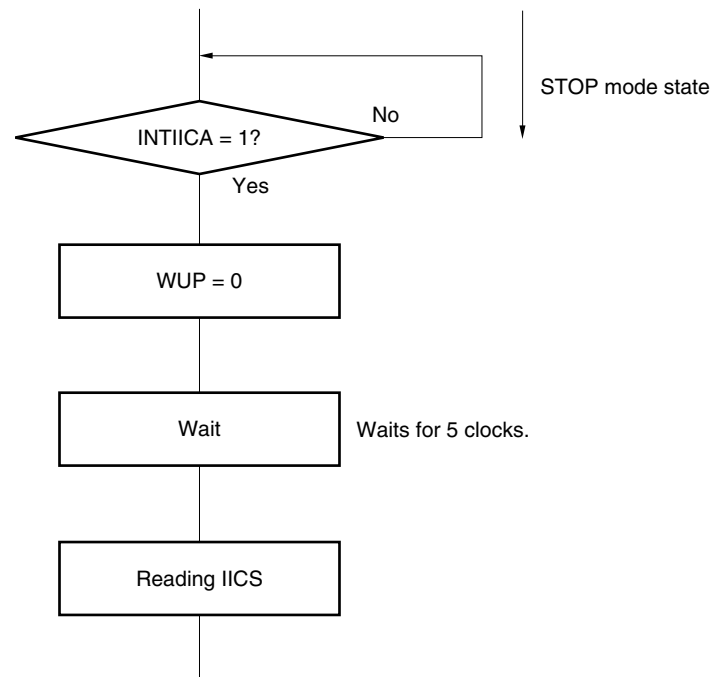 STOP mode state
No
INTIICA = 1?
Yes
WUP = 0
Wait
Waits for 5 clocks.
Reading IICS